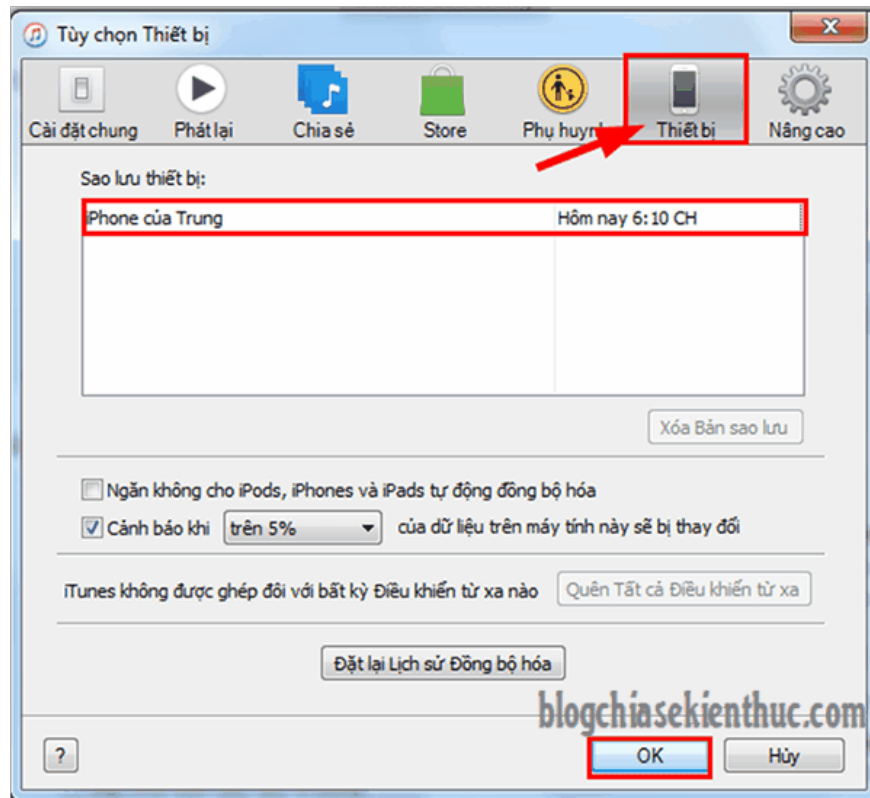 Tùy chọn Thiết bị
Cài đặt chung Phát lại Chia sẻ Store Phụ huynh Thiết bị Nâng cao
Sao lưu thiết bị:
iPhone của Trung Hôm nay 6:10 CH
Xóa Bản sao lưu
Ngăn không cho iPods, iPhones và iPads tự động đồng bộ hóa
Cảnh báo khi trên 5% của dữ liệu trên máy tính này sẽ bị thay đổi
iTunes không được ghép đôi với bất kỳ Điều khiển từ xa nào Quên Tất cả Điều khiển từ xa
Đặt lại Lịch sử Đồng bộ hóa
blogchiasekienthuc.com
? OK Hủy